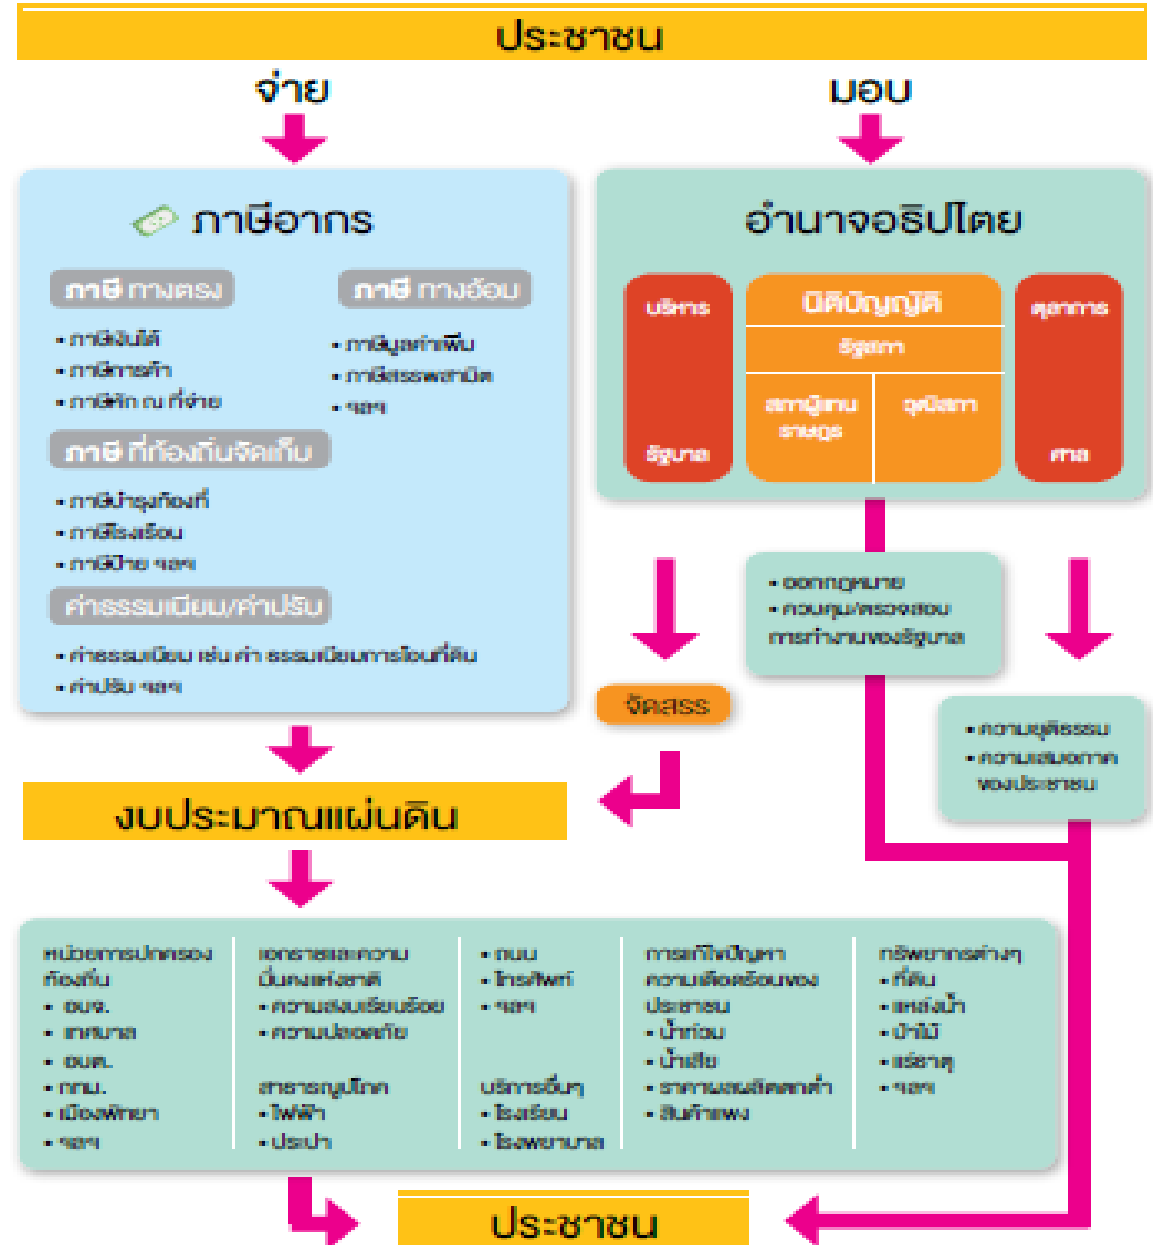 ประชาชน
จ่าย
มอบ
ภาษีอากร
ภาษี ทางตรง
ภาษี ทางอ้อม
• ภาษีเงินได้
• ภาษีการค้า
• ภาษีหัก ณ ที่จ่าย
• ภาษีมูลค่าเพิ่ม
• ภาษีสรรพสามิต
• ฯลฯ
ภาษี ที่ท้องถิ่นจัดเก็บ
• ภาษีบำรุงท้องที่
• ภาษีโรงเรือน
• ภาษีป้าย ฯลฯ
ค่าธรรมเนียม/ค่าปรับ
• ค่าธรรมเนียม เช่น ค่า ธรรมเนียมการโอนที่ดิน
• ค่าปรับ ฯลฯ
อำนาจอธิปไตย
บริหาร
รัฐบาล
นิติบัญญัติ
รัฐสภา
สภาผู้แทน
ราษฎร
วุฒิสภา
ตุลาการ
ศาล
• ออกกฎหมาย
• ควบคุม/ตรวจสอบ
การทำงานของรัฐบาล
จัดสรร
• ความยุติธรรม
• ความเสมอภาค
ของประชาชน
งบประมาณแผ่นดิน
หน่วยการปกครอง
ท้องถิ่น
• อบจ.
• เทศบาล
• อบต.
• กทม.
• เมืองพัทยา
• ฯลฯ
เอกราชและความ
มั่นคงแห่งชาติ
• ความสงบเรียบร้อย
• ความปลอดภัย
สาธารณูปโภค
• ไฟฟ้า
• ประปา
• ถนน
• โทรศัพท์
• ฯลฯ
บริการอื่นๆ
• โรงเรียน
• โรงพยาบาล
การแก้ไขปัญหา
ความเดือดร้อนของ
ประชาชน
• น้ำท่วม
• น้ำเสีย
• ราคาผลผลิตตกต่ำ
• สินค้าแพง
ทรัพยากรต่างๆ
• ที่ดิน
• แหล่งน้ำ
• ป่าไม้
• แร่ธาตุ
• ฯลฯ
ประชาชน